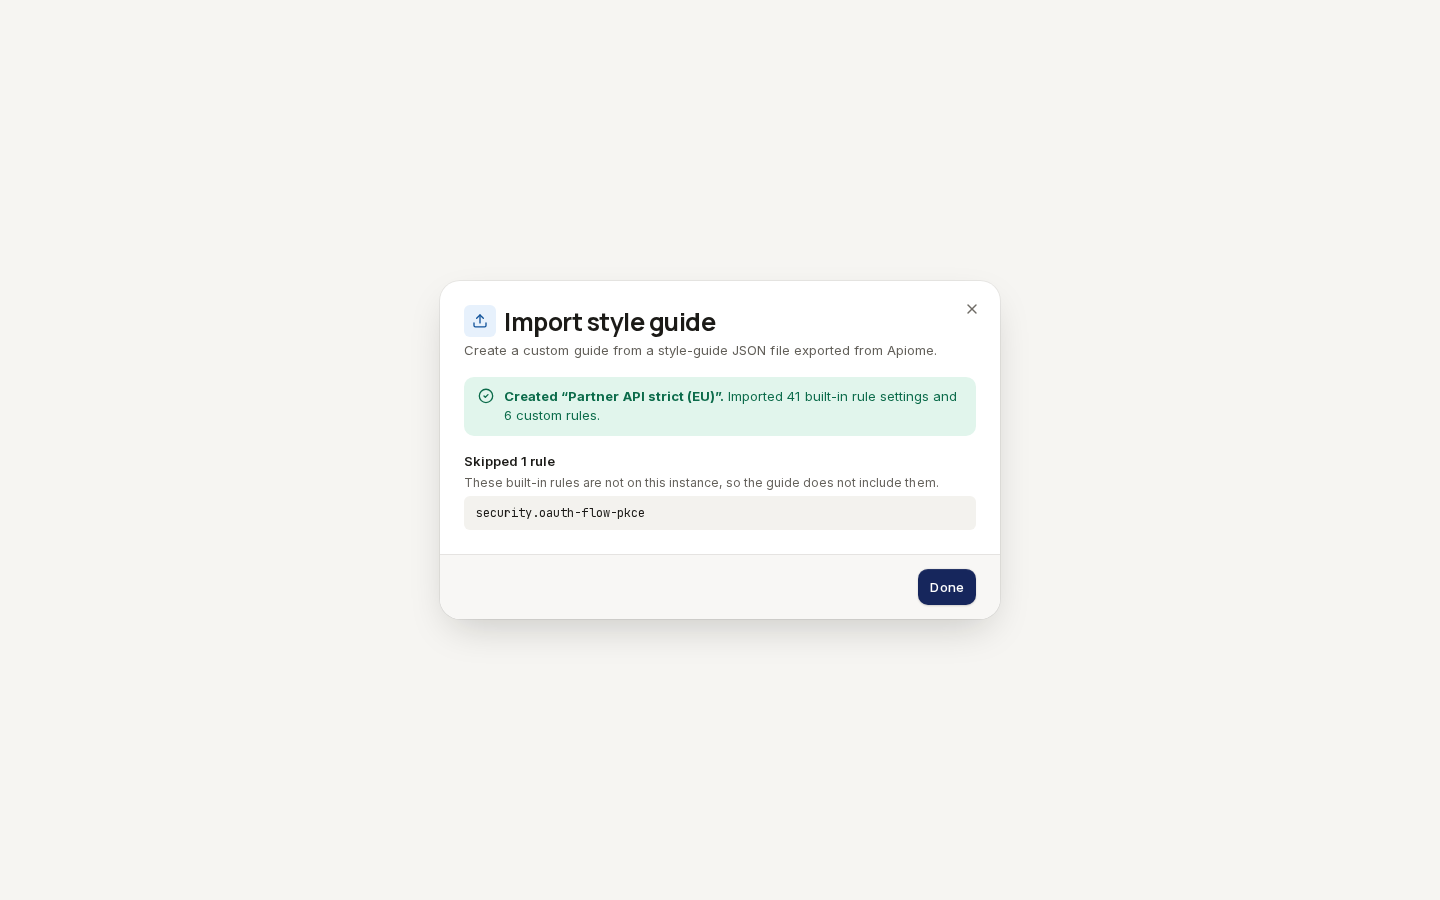 Import style guide
Create a custom guide from a style-guide JSON file exported from Apiome.
Created “Partner API strict (EU)”. Imported 41 built-in rule settings and
6 custom rules.
Skipped 1 rule
These built-in rules are not on this instance, so the guide does not include them.
security.oauth-flow-pkce
Done